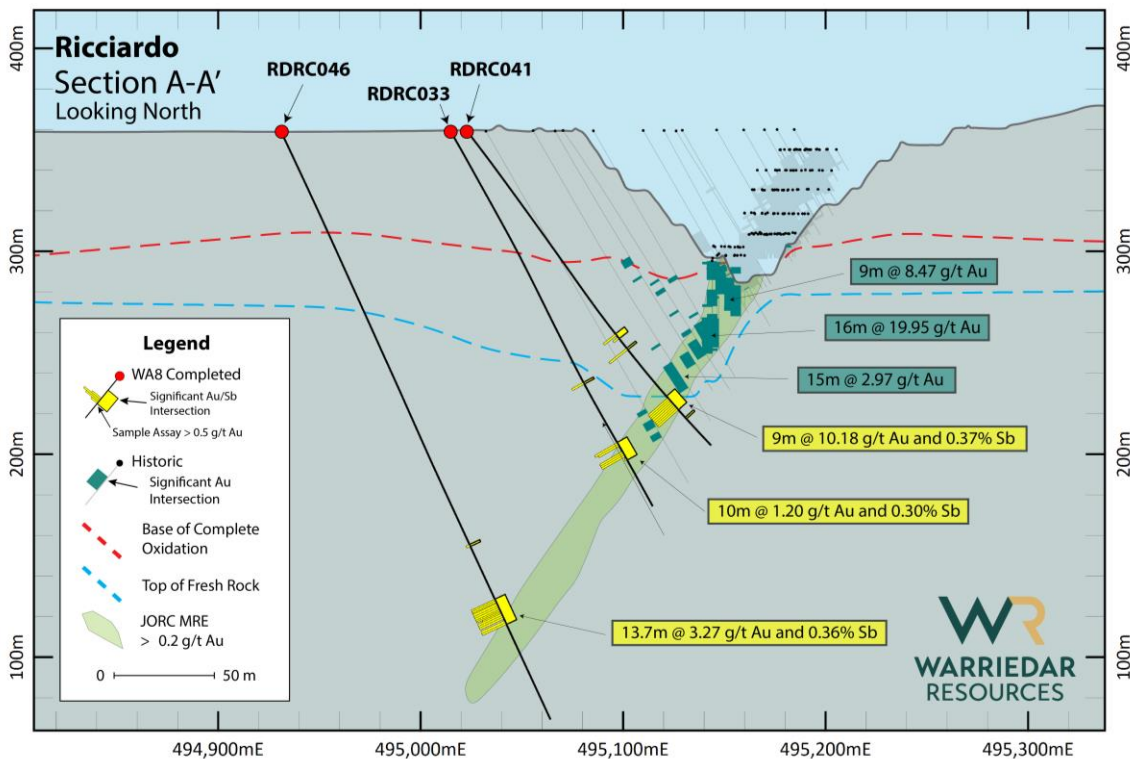 Ricciardo
Section A-A'
Looking North
RDRC046
RDRC033
RDRC041
400m
300m
200m
100m
400m
300m
200m
100m
9m @ 8.47 g/t Au
16m @ 19.95 g/t Au
15m @ 2.97 g/t Au
9m @ 10.18 g/t Au and 0.37% Sb
10m @ 1.20 g/t Au and 0.30% Sb
13.7m @ 3.27 g/t Au and 0.36% Sb
Legend
WA8 Completed
Significant Au/Sb
Intersection
Sample Assay > 0.5 g/t Au
Historic
Significant Au
Intersection
Base of Complete
Oxidation
Top of Fresh Rock
JORC MRE
> 0.2 g/t Au
0 50 m
WR
WARRIEDAR
RESOURCES
494,900mE 495,000mE 495,100mE 495,200mE 495,300mE